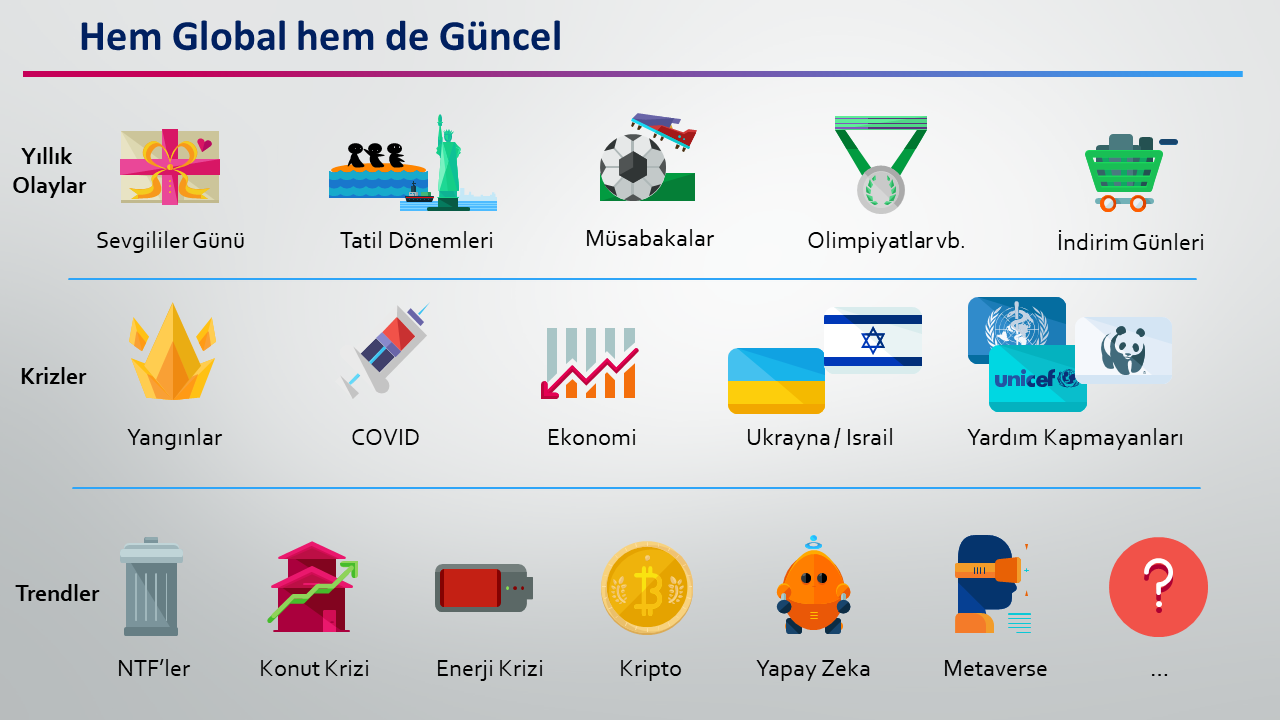 Hem Global hem de Güncel
Yıllık
Olaylar
Sevgililer Günü
Tatil Dönemleri
Müsabakalar
Olimpiyatlar vb.
İndirim Günleri
Krizler
unicef
Yangınlar
COVID
Ekonomi
Ukrayna / Israil
Yardım Kapmayanları
Trendler
?
NTF’ler
Konut Krizi
Enerji Krizi
Kripto
Yapay Zeka
Metaverse
...